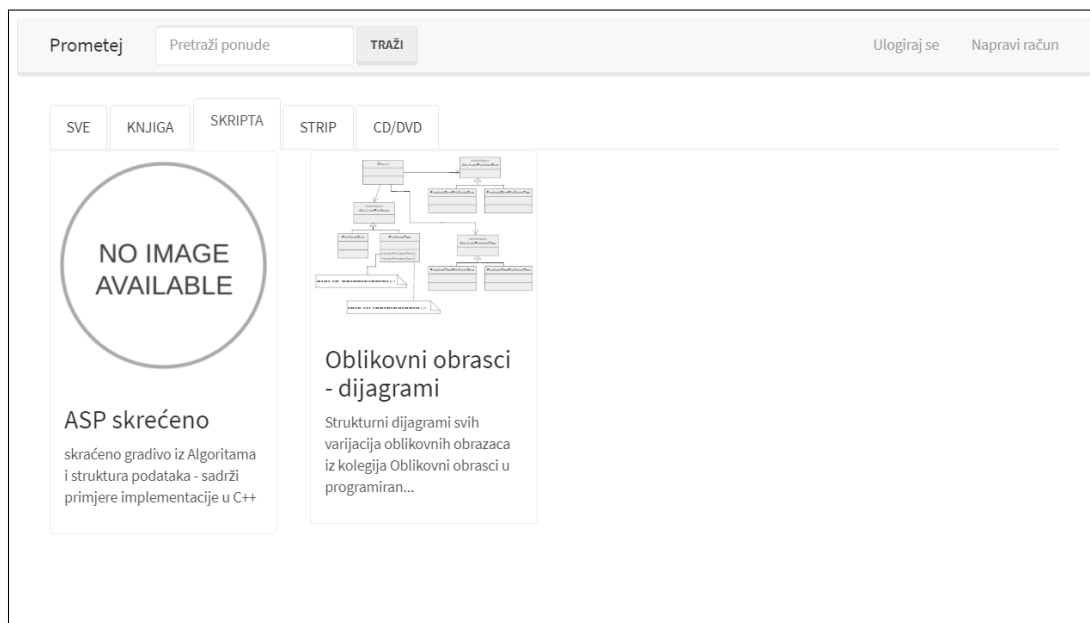 Prometej
Pretraži ponude
TRAŽI
Ulogiraj se
Napravi račun
SVE
KNJIGA
SKRIPTA
STRIP
CD/DVD
NO IMAGE
AVAILABLE
ASP skrećeno
skraćeno gradivo iz Algoritama
i struktura podataka - sadrži
primjere implementacije u C++
Oblikovni obrasci
- dijagrami
Strukturni dijagrami svih
varijacija oblikovnih obrazaca
iz kolegija Oblikovni obrasci u
programiran...